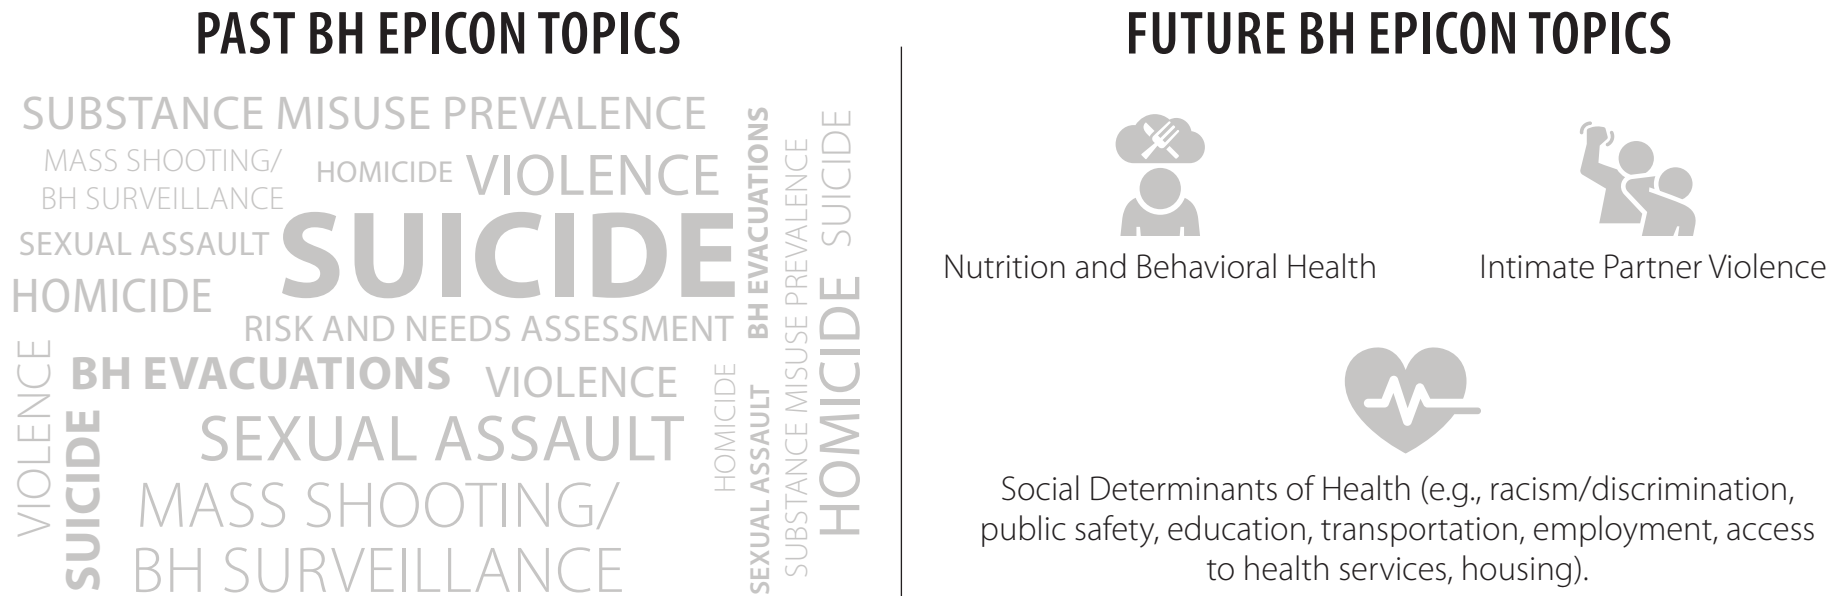 PAST BH EPICON TOPICS
SUBSTANCE MISUSE PREVALENCE
MASS SHOOTING/
BH SURVEILLANCE
HOMICIDE
VIOLENCE
SEXUAL ASSAULT
SUICIDE
HOMICIDE
RISK AND NEEDS ASSESSMENT
BH EVACUATIONS
VIOLENCE
SEXUAL ASSAULT
MASS SHOOTING/
BH SURVEILLANCE
VIOLENCE
SUICIDE
HOMICIDE
BH EVACUATIONS
SEXUAL ASSAULT
SUBSTANCE MISUSE PREVALENCE
SUICIDE
HOMICIDE
FUTURE BH EPICON TOPICS
Nutrition and Behavioral Health
Intimate Partner Violence
Social Determinants of Health (e.g., racism/discrimination,
public safety, education, transportation, employment, access
to health services, housing).